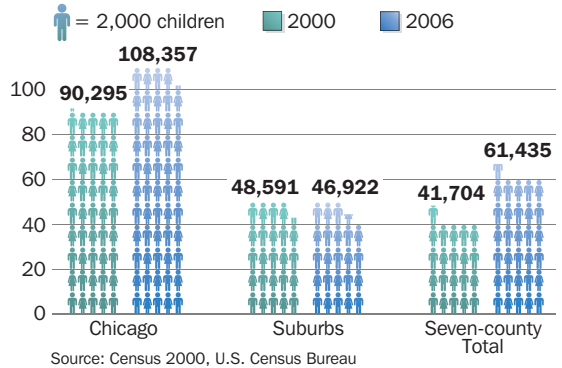 = 2,000 children 2000 2006
108,357
90,295
61,435
48,591 46,922
41,704
100
80
60
40
20
0
Chicago Suburbs Seven-county
Total
Source: Census 2000, U.S. Census Bureau